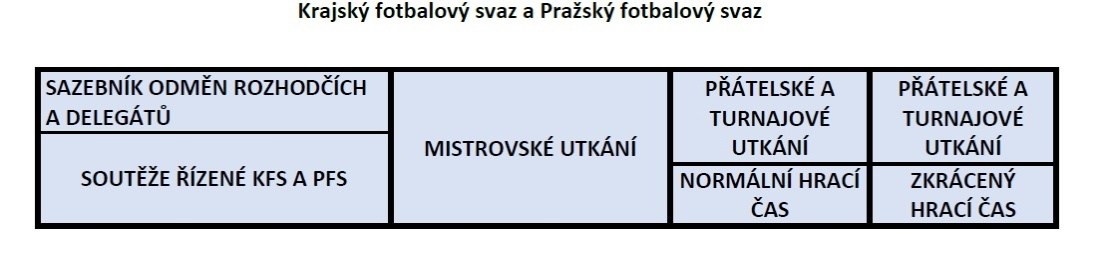 Krajský fotbalový svaz a Pražský fotbalový svaz
SAZEBNÍK ODMĚN ROZHODČÍCH
A DELEGÁTŮ
SOUTĚŽE ŘÍZENÉ KFS A PFS
MISTROVSKÉ UTKÁNÍ
PŘÁTELSKÉ A
TURNAJOVÉ
UTKÁNÍ
NORMÁLNÍ HRACÍ
ČAS
PŘÁTELSKÉ A
TURNAJOVÉ
UTKÁNÍ
ZKRÁCENÝ
HRACÍ ČAS